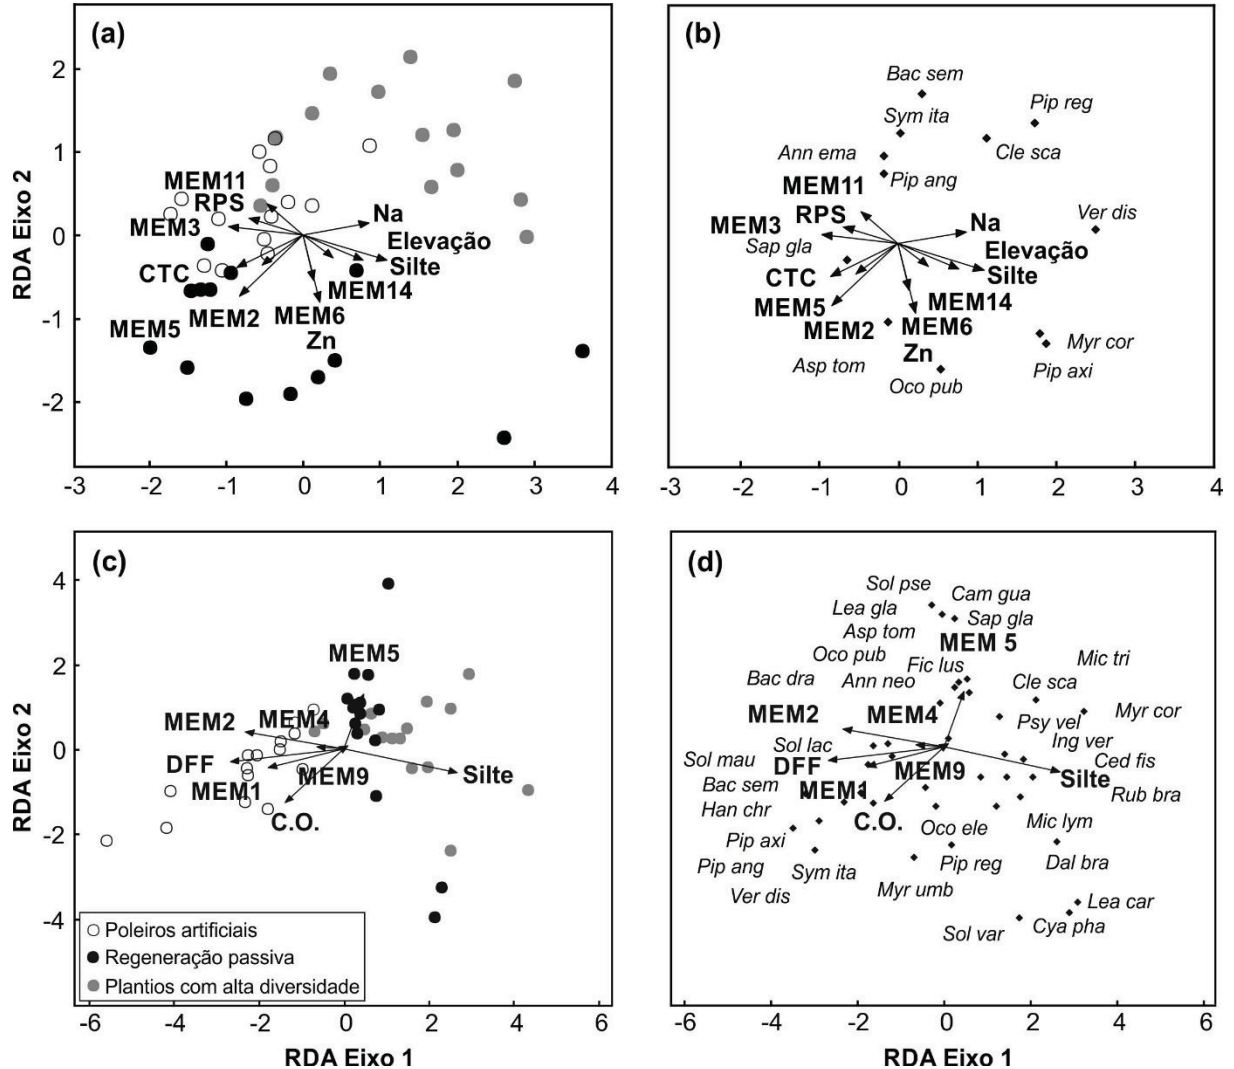 (a)
RDA Eixo 2
2
1
0
-1
-2
MEM11
RPS
MEM3
CTC
MEM5
MEM2
Na
Elevação
Silte
MEM14
MEM6
Zn
-3 -2 -1 0 1 2 3 4
(b)
Bac sem
Sym ita
Pip reg
Cle sca
Ann ema
Pip ang
MEM11
RPS
MEM3
Sap gla
CTC
MEM5
MEM2
Ver dis
Na
Elevação
Silte
MEM14
MEM6
Zn
Asp tom
Oco pub
Myr cor
Pip axi
-3 -2 -1 0 1 2 3 4
(c)
RDA Eixo 2
4
2
0
-2
-4
MEM5
MEM2
MEM4
DFF
MEM9
MEM1
C.O.
Silte
Poleiros artificiais
Regeneração passiva
Plantios com alta diversidade
-6 -4 -2 0 2 4 6
RDA Eixo 1
(d)
Sol pse
Cam gua
Lea gla
Sap gla
Asp tom
MEM 5
Oco pub
Fic lus
Mic tri
Bac dra
Ann neo
Cle sca
MEM2
MEM4
Psy vel
Myr cor
Sol lac
Ing ver
Sol mau
DFF
MEM9
Ced fis
Bac sem
MEM1
Silte
Rub bra
Han chr
C.O.
Oco ele
Mic lym
Pip axi
Pip ang
Sym ita
Pip reg
Dal bra
Ver dis
Myr umb
Lea car
Sol var
Cya pha
-6 -4 -2 0 2 4 6
RDA Eixo 1